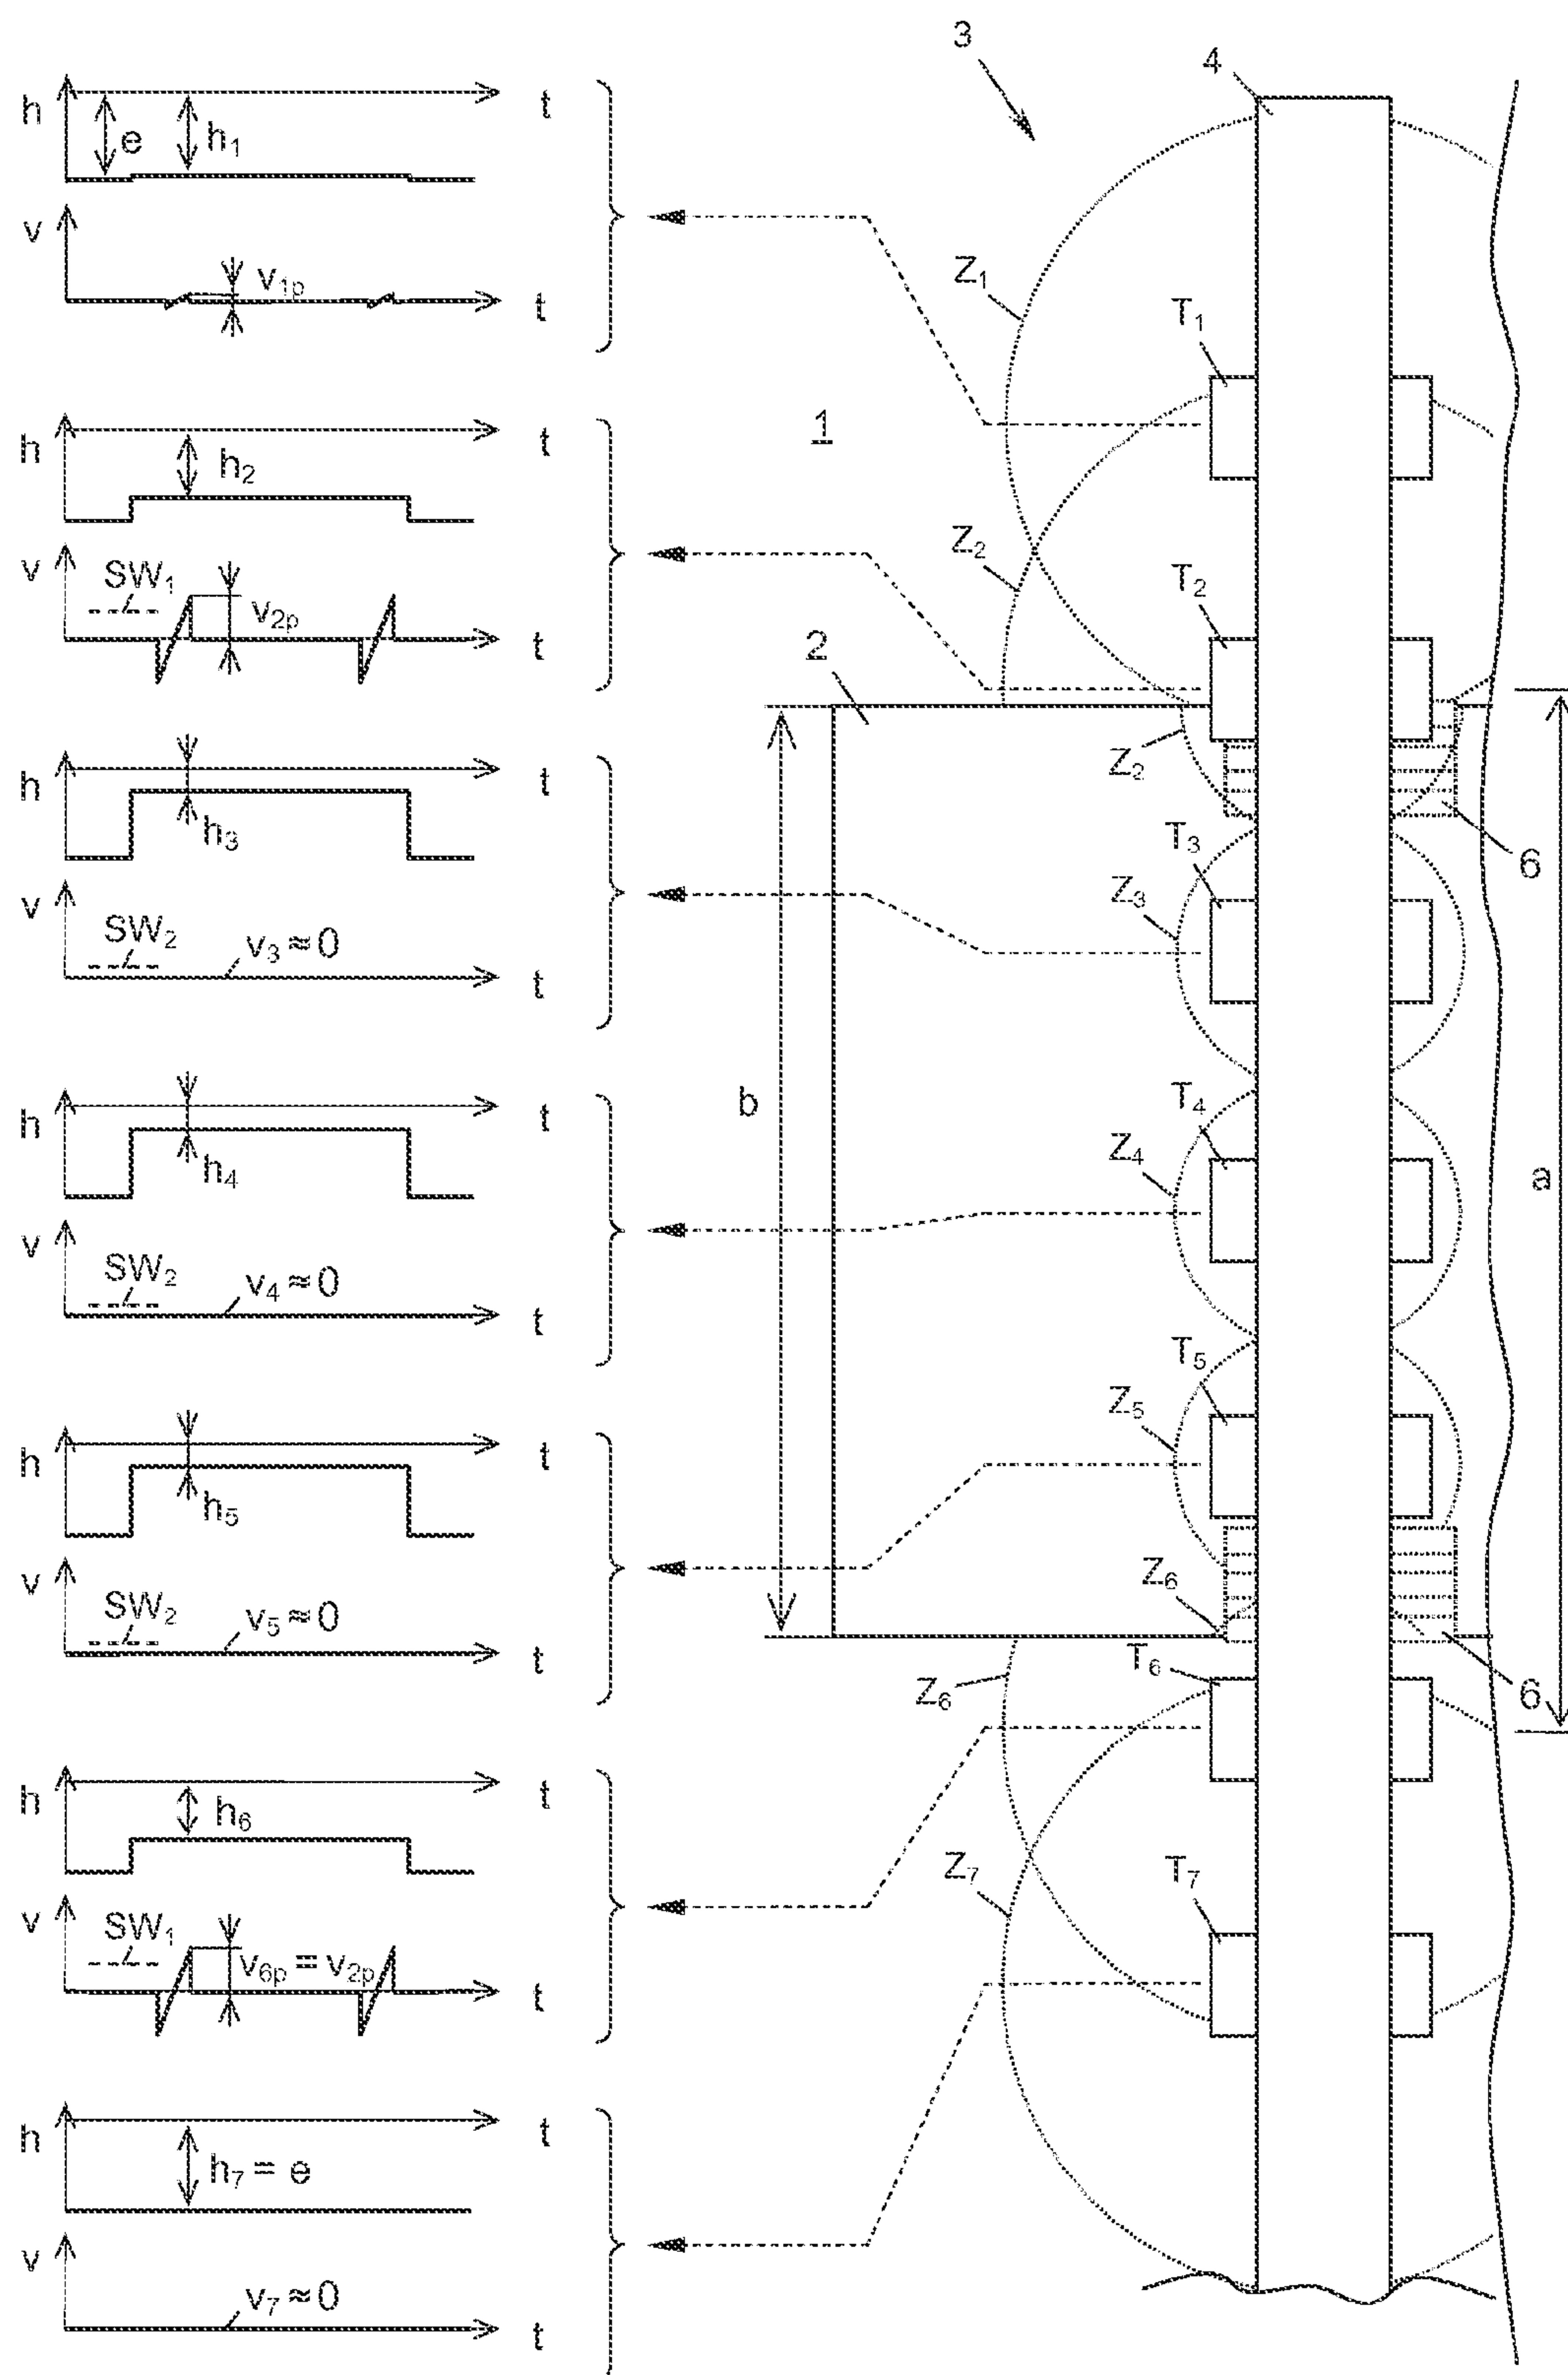 3
4
h
t
e
h₁
v
v₁ₚ
t
Z₁
T₁
1
h
t
h₂
v
SW₁
v₂ₚ
t
Z₂
T₂
2
Z₂
h
t
h₃
v
SW₂
v₃ ≈ 0
t
T₃
Z₃
6
b
a
h
t
h₄
v
SW₂
v₄ ≈ 0
t
T₄
Z₄
h
t
h₅
v
SW₂
v₅ ≈ 0
t
T₅
Z₅
Z₆
T₆
Z₆
6
h
t
h₆
v
SW₁
v₆ₚ = v₂ₚ
t
Z₇
T₇
h
t
h₇ = e
v
v₇ ≈ 0
t